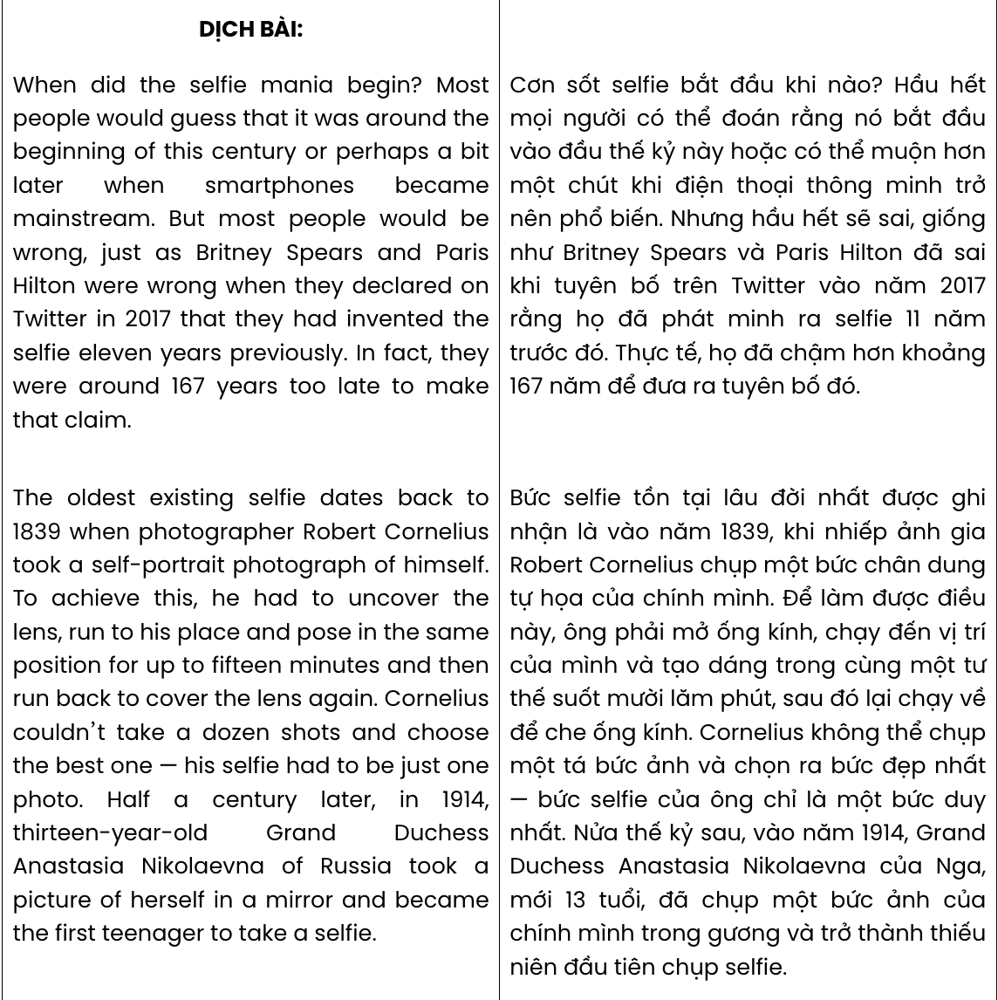 DỊCH BÀI:
When did the selfie mania begin? Most
people would guess that it was around the
beginning of this century or perhaps a bit
later when smartphones became
mainstream. But most people would be
wrong, just as Britney Spears and Paris
Hilton were wrong when they declared on
Twitter in 2017 that they had invented the
selfie eleven years previously. In fact, they
were around 167 years too late to make
that claim.
Cơn sốt selfie bắt đầu khi nào? Hầu hết
mọi người có thể đoán rằng nó bắt đầu
vào đầu thế kỷ này hoặc có thể muộn hơn
một chút khi điện thoại thông minh trở
nên phổ biến. Nhưng hầu hết sẽ sai, giống
như Britney Spears và Paris Hilton đã sai
khi tuyên bố trên Twitter vào năm 2017
rằng họ đã phát minh ra selfie 11 năm
trước đó. Thực tế, họ đã chậm hơn khoảng
167 năm để đưa ra tuyên bố đó.
The oldest existing selfie dates back to
1839 when photographer Robert Cornelius
took a self-portrait photograph of himself.
To achieve this, he had to uncover the
lens, run to his place and pose in the same
position for up to fifteen minutes and then
run back to cover the lens again. Cornelius
couldn't take a dozen shots and choose
the best one — his selfie had to be just one
photo. Half a century later, in 1914,
thirteen-year-old Grand Duchess
Anastasia Nikolaevna of Russia took a
picture of herself in a mirror and became
the first teenager to take a selfie.
Bức selfie tồn tại lâu đời nhất được ghi
nhận là vào năm 1839, khi nhiếp ảnh gia
Robert Cornelius chụp một bức chân dung
tự họa của chính mình. Để làm được điều
này, ông phải mở ống kính, chạy đến vị trí
của mình và tạo dáng trong cùng một tư
thế suốt mười lăm phút, sau đó lại chạy về
để che ống kính. Cornelius không thể chụp
một tá bức ảnh và chọn ra bức đẹp nhất
— bức selfie của ông chỉ là một bức duy
nhất. Nửa thế kỷ sau, vào năm 1914, Grand
Duchess Anastasia Nikolaevna của Nga,
mới 13 tuổi, đã chụp một bức ảnh của
chính mình trong gương và trở thành thiếu
niên đầu tiên chụp selfie.